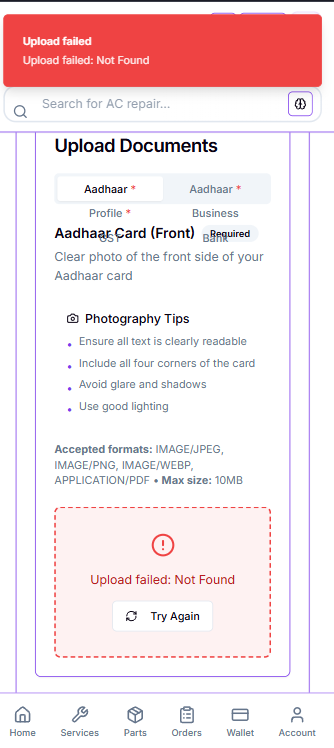 Upload failed
Upload failed: Not Found
Search for AC repair...
Upload Documents
Aadhaar * Aadhaar *
Profile * Business
GST Bank
Aadhaar Card (Front) Required
Clear photo of the front side of your
Aadhaar card
Photography Tips
Ensure all text is clearly readable
Include all four corners of the card
Avoid glare and shadows
Use good lighting
Accepted formats: IMAGE/JPEG,
IMAGE/PNG, IMAGE/WEBP,
APPLICATION/PDF • Max size: 10MB
Upload failed: Not Found
Try Again
Home Services Parts Orders Wallet Account